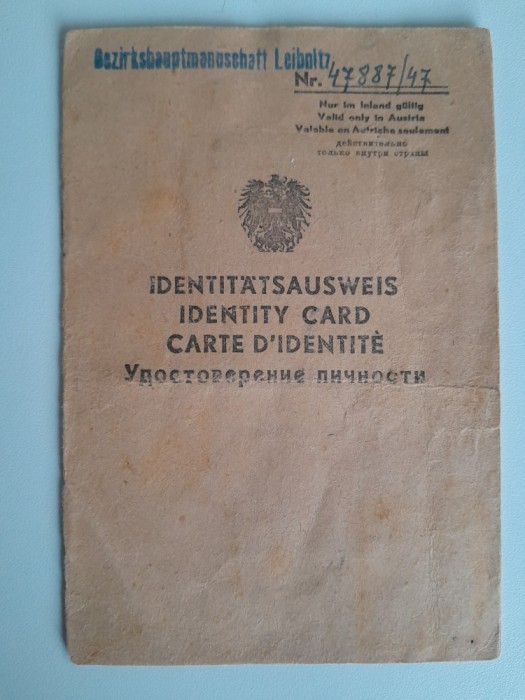 Bezirkshauptmannschaft Leibnitz
Nr. 47887/47
Nur im Inland gültig
Valid only in Austria
Valable en Autriche seulement
действительно
только внутри страны
IDENTITÄTSAUSWEIS
IDENTITY CARD
CARTE D'IDENTITÈ
Удостоверение личности